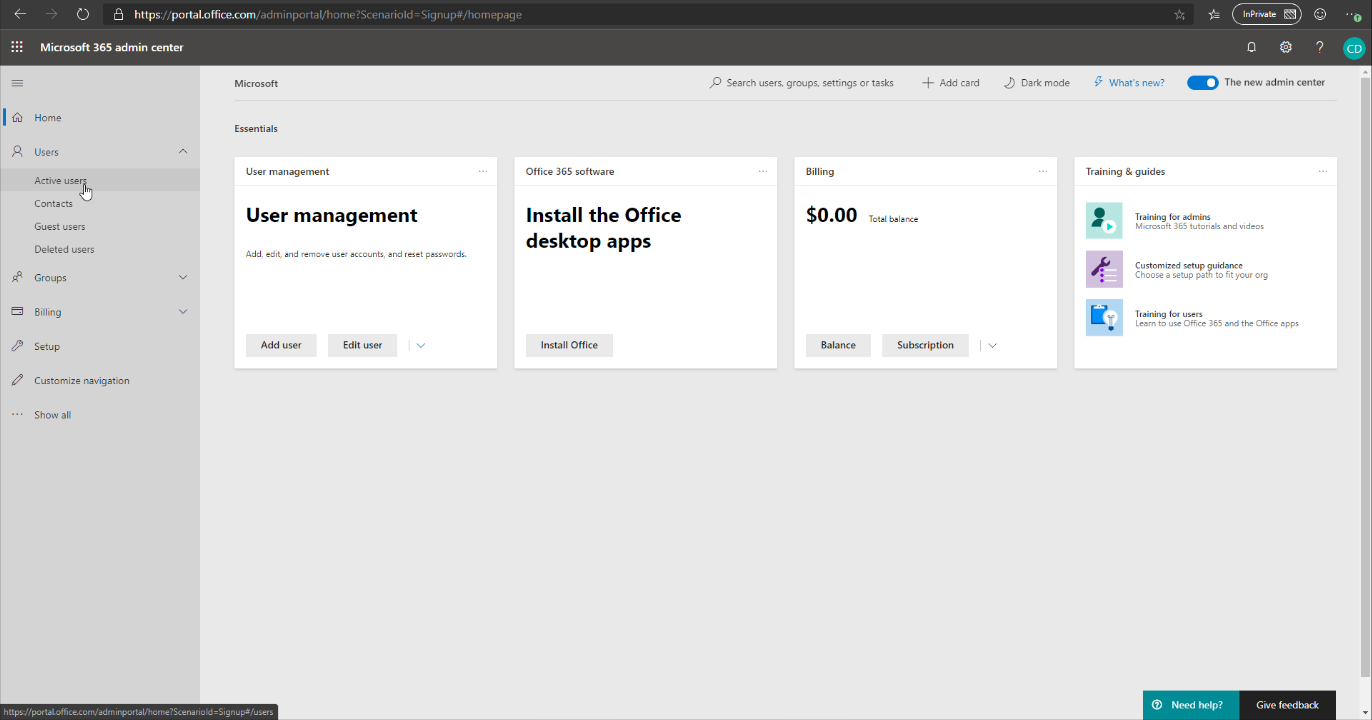 https://portal.office.com/adminportal/home?ScenarioId=Signup#/homepage
InPrivate
Microsoft 365 admin center
CD
Microsoft
Search users, groups, settings or tasks
Add card
Dark mode
What's new?
The new admin center
Home
Users
Active users
Contacts
Guest users
Deleted users
Groups
Billing
Setup
Customize navigation
Show all
Essentials
User management
User management
Add, edit, and remove user accounts, and reset passwords.
Add user
Edit user
Office 365 software
Install the Office
desktop apps
Install Office
Billing
$0.00 Total balance
Balance
Subscription
Training & guides
Training for admins
Microsoft 365 tutorials and videos
Customized setup guidance
Choose a setup path to fit your org
Training for users
Learn to use Office 365 and the Office apps
https://portal.office.com/adminportal/home?ScenarioId=Signup#/users
Need help?
Give feedback